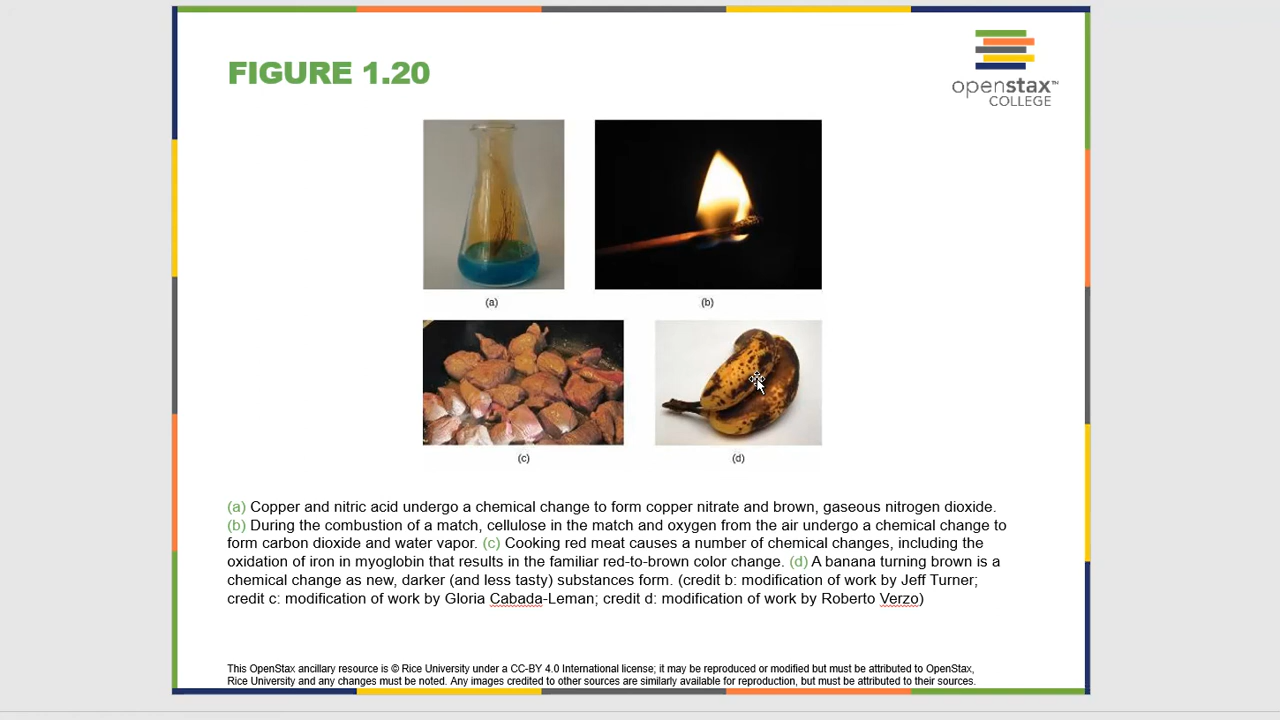 FIGURE 1.20
openstax™
COLLEGE
(a)
(b)
(c)
(d)
(a) Copper and nitric acid undergo a chemical change to form copper nitrate and brown, gaseous nitrogen dioxide.
(b) During the combustion of a match, cellulose in the match and oxygen from the air undergo a chemical change to
form carbon dioxide and water vapor. (c) Cooking red meat causes a number of chemical changes, including the
oxidation of iron in myoglobin that results in the familiar red-to-brown color change. (d) A banana turning brown is a
chemical change as new, darker (and less tasty) substances form. (credit b: modification of work by Jeff Turner;
credit c: modification of work by Gloria Cabada-Leman; credit d: modification of work by Roberto Verzo)
This OpenStax ancillary resource is © Rice University under a CC-BY 4.0 International license; it may be reproduced or modified but must be attributed to OpenStax,
Rice University and any changes must be noted. Any images credited to other sources are similarly available for reproduction, but must be attributed to their sources.